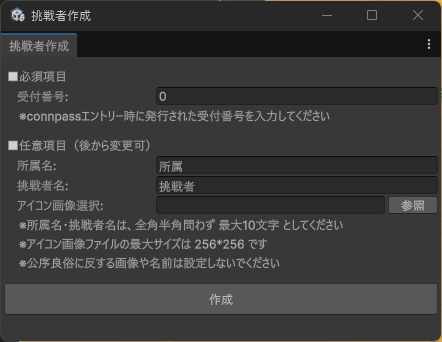 挑戦者作成
挑戦者作成
■必須項目
受付番号: 0
※connpassエントリー時に発行された受付番号を入力してください
■任意項目（後から変更可）
所属名: 所属
挑戦者名: 挑戦者
アイコン画像選択: 参照
※所属名・挑戦者名は、全角半角問わず 最大10文字 としてください
※アイコン画像ファイルの最大サイズは 256*256 です
※公序良俗に反する画像や名前は設定しないでください
作成